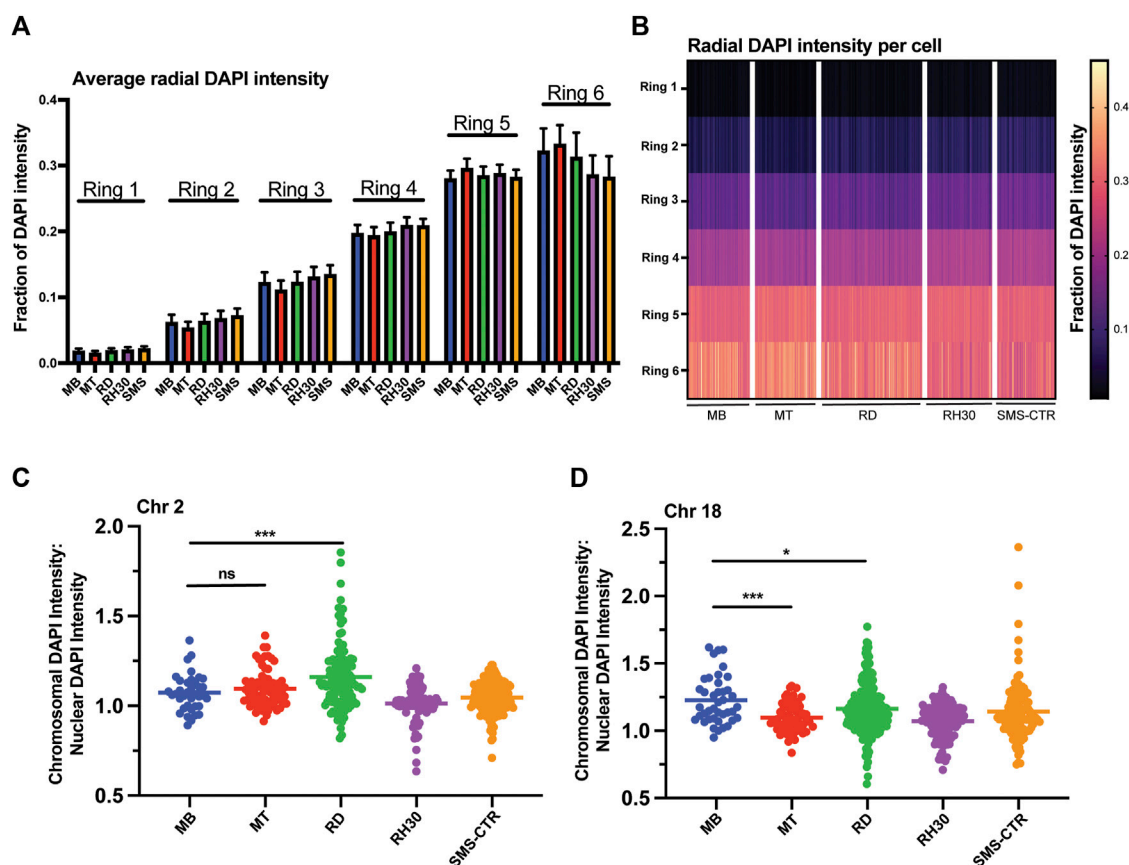 A
Average radial DAPI intensity
Fraction of DAPI intensity
0.4
0.3
0.2
0.1
0.0
Ring 1
Ring 2
Ring 3
Ring 4
Ring 5
Ring 6
MB MT RD RH30 SMS
MB MT RD RH30 SMS
MB MT RD RH30 SMS
MB MT RD RH30 SMS
MB MT RD RH30 SMS
MB MT RD RH30 SMS
B
Radial DAPI intensity per cell
Ring 1
Ring 2
Ring 3
Ring 4
Ring 5
Ring 6
MB MT RD RH30 SMS-CTR
Fraction of DAPI intensity
0.4
0.3
0.2
0.1
C
Chr 2
Chromosomal DAPI Intensity:
Nuclear DAPI Intensity
2.0
1.5
1.0
0.5
***
ns
MB MT RD RH30 SMS-CTR
D
Chr 18
Chromosomal DAPI Intensity:
Nuclear DAPI Intensity
2.5
2.0
1.5
1.0
0.5
*
***
MB MT RD RH30 SMS-CTR